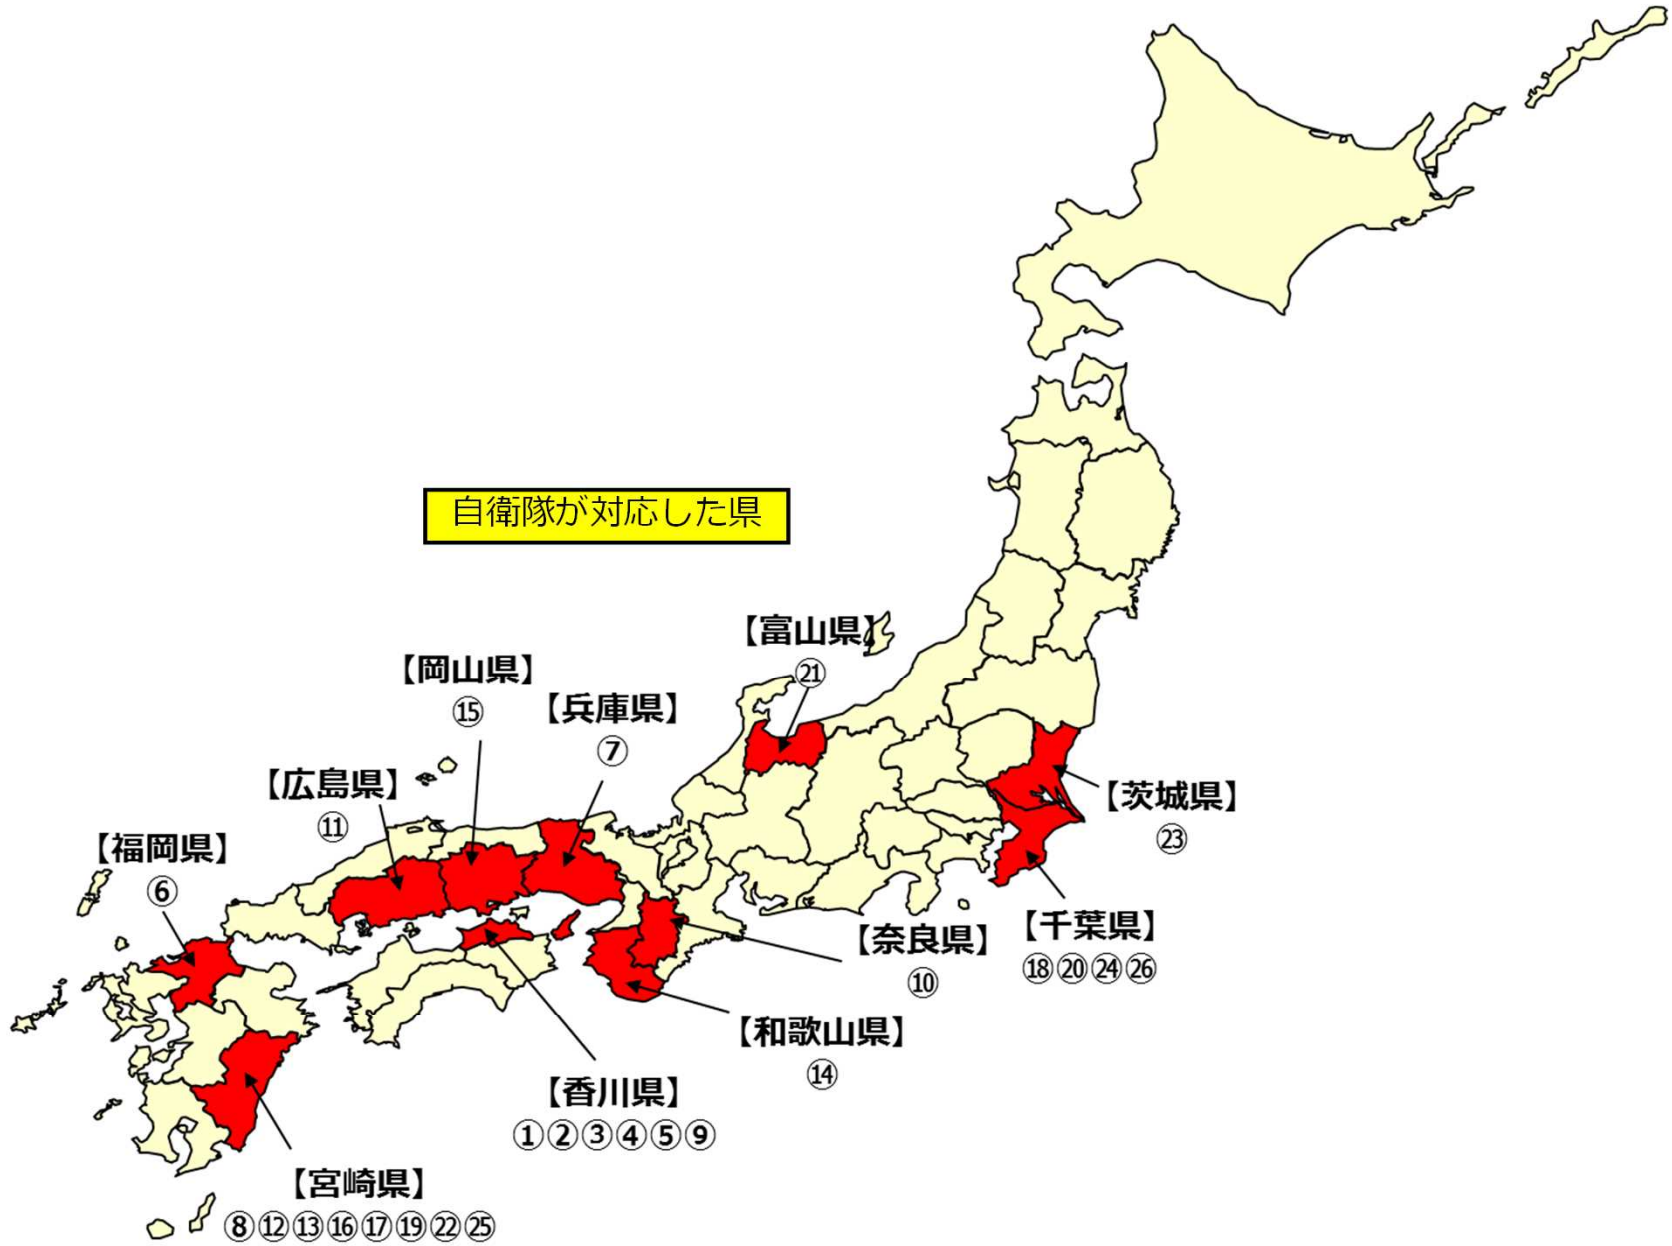 自衛隊が対応した県
【富山県】
㉑
【岡山県】
⑮
【兵庫県】
⑦
【広島県】
⑪
【茨城県】
㉓
【福岡県】
⑥
【千葉県】
⑱⑳㉔㉖
【奈良県】
⑩
【和歌山県】
⑭
【香川県】
①②③④⑤⑨
【宮崎県】
⑧⑫⑬⑯⑰⑲㉒㉕